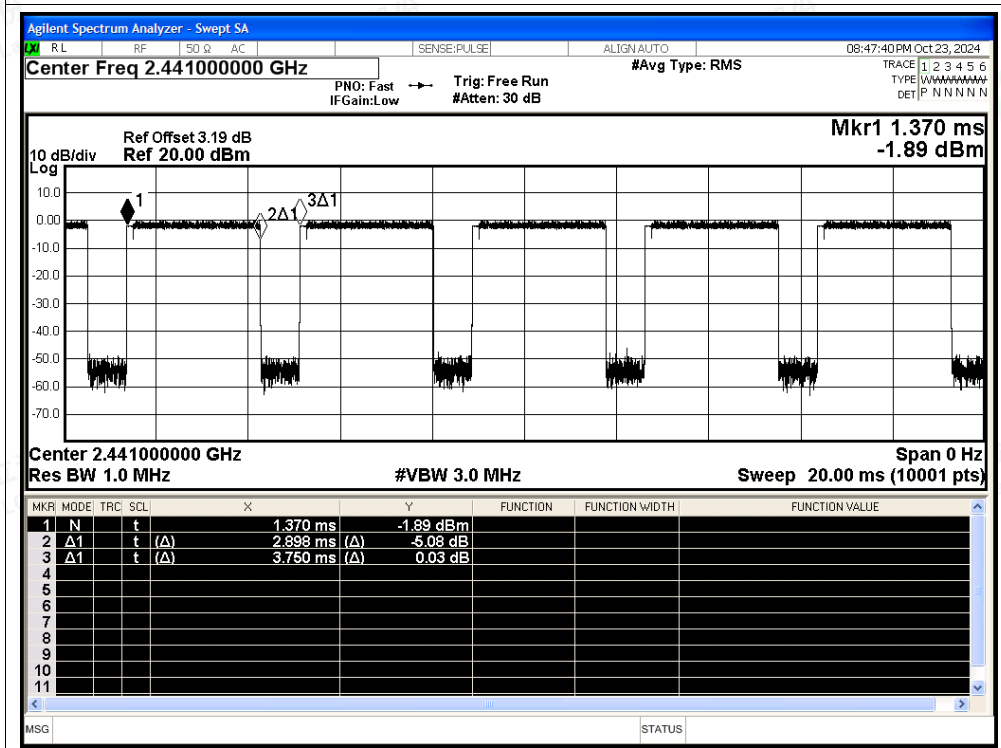 Agilent Spectrum Analyzer - Swept SA
LXI RL RF 50 Ω AC SENSE:PULSE ALIGN AUTO 08:47:40 PM Oct 23, 2024
Center Freq 2.441000000 GHz #Avg Type: RMS TRACE 1 2 3 4 5 6
PNO: Fast Trig: Free Run TYPE WWWWWW
IFGain:Low #Atten: 30 dB DET P N N N N N
Mkr1 1.370 ms
-1.89 dBm
Ref Offset 3.19 dB
10 dB/div Ref 20.00 dBm
Log
10.0
1 2Δ1 3Δ1
0.00
-10.0
-20.0
-30.0
-40.0
-50.0
-60.0
-70.0
Center 2.441000000 GHz Span 0 Hz
Res BW 1.0 MHz #VBW 3.0 MHz Sweep 20.00 ms (10001 pts)
MKR MODE TRC SCL X Y FUNCTION FUNCTION WIDTH FUNCTION VALUE
1 N t 1.370 ms -1.89 dBm
2 Δ1 t (Δ) 2.898 ms (Δ) -5.08 dB
3 Δ1 t (Δ) 3.750 ms (Δ) 0.03 dB
4
5
6
7
8
9
10
11
MSG STATUS